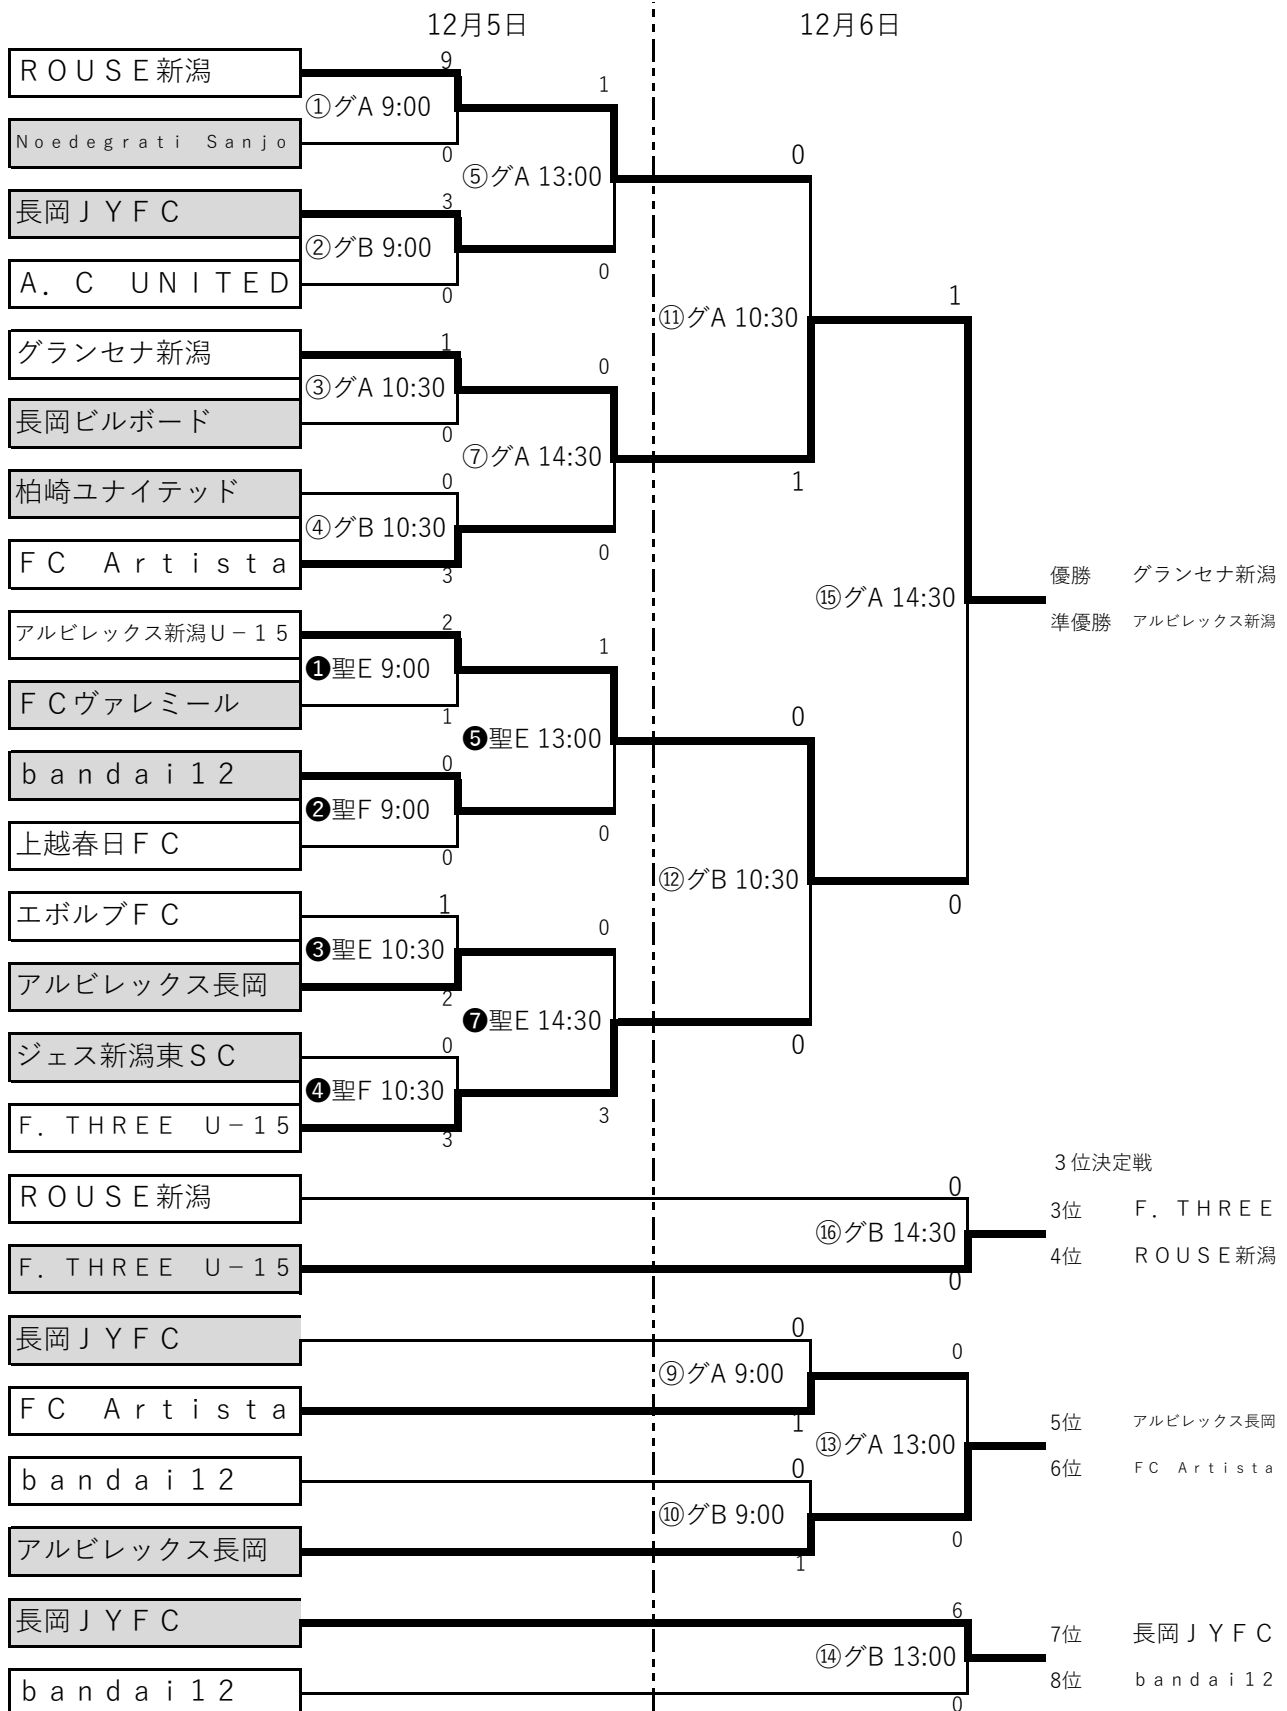 12月5日
12月6日
ＲＯＵＳＥ新潟
9
①グA 9:00
1
Ｎｏｅｄｅｇｒａｔｉ　Ｓａｎｊｏ
0
⑤グA 13:00
0
長岡ＪＹＦＣ
3
②グB 9:00
0
Ａ．Ｃ　ＵＮＩＴＥＤ
0
⑪グA 10:30
1
グランセナ新潟
1
③グA 10:30
0
長岡ビルボード
0
⑦グA 14:30
1
柏崎ユナイテッド
0
④グB 10:30
0
ＦＣ　Ａｒｔｉｓｔａ
3
⑮グA 14:30
優勝　グランセナ新潟
準優勝　アルビレックス新潟
アルビレックス新潟Ｕ－１５
2
❶聖E 9:00
1
ＦＣヴァレミール
1
❺聖E 13:00
0
ｂａｎｄａｉ１２
0
❷聖F 9:00
0
上越春日ＦＣ
0
⑫グB 10:30
0
エボルブＦＣ
1
❸聖E 10:30
0
アルビレックス長岡
2
❼聖E 14:30
0
ジェス新潟東ＳＣ
0
❹聖F 10:30
3
Ｆ．ＴＨＲＥＥ　Ｕ－１５
3
３位決定戦
ＲＯＵＳＥ新潟
0
⑯グB 14:30
3位　Ｆ．ＴＨＲＥＥ
4位　ＲＯＵＳＥ新潟
Ｆ．ＴＨＲＥＥ　Ｕ－１５
0
長岡ＪＹＦＣ
0
⑨グA 9:00
0
ＦＣ　Ａｒｔｉｓｔａ
1
⑬グA 13:00
5位　アルビレックス長岡
6位　ＦＣ　Ａｒｔｉｓｔａ
ｂａｎｄａｉ１２
0
⑩グB 9:00
0
アルビレックス長岡
1
長岡ＪＹＦＣ
6
⑭グB 13:00
7位　長岡ＪＹＦＣ
8位　ｂａｎｄａｉ１２
ｂａｎｄａｉ１２
0